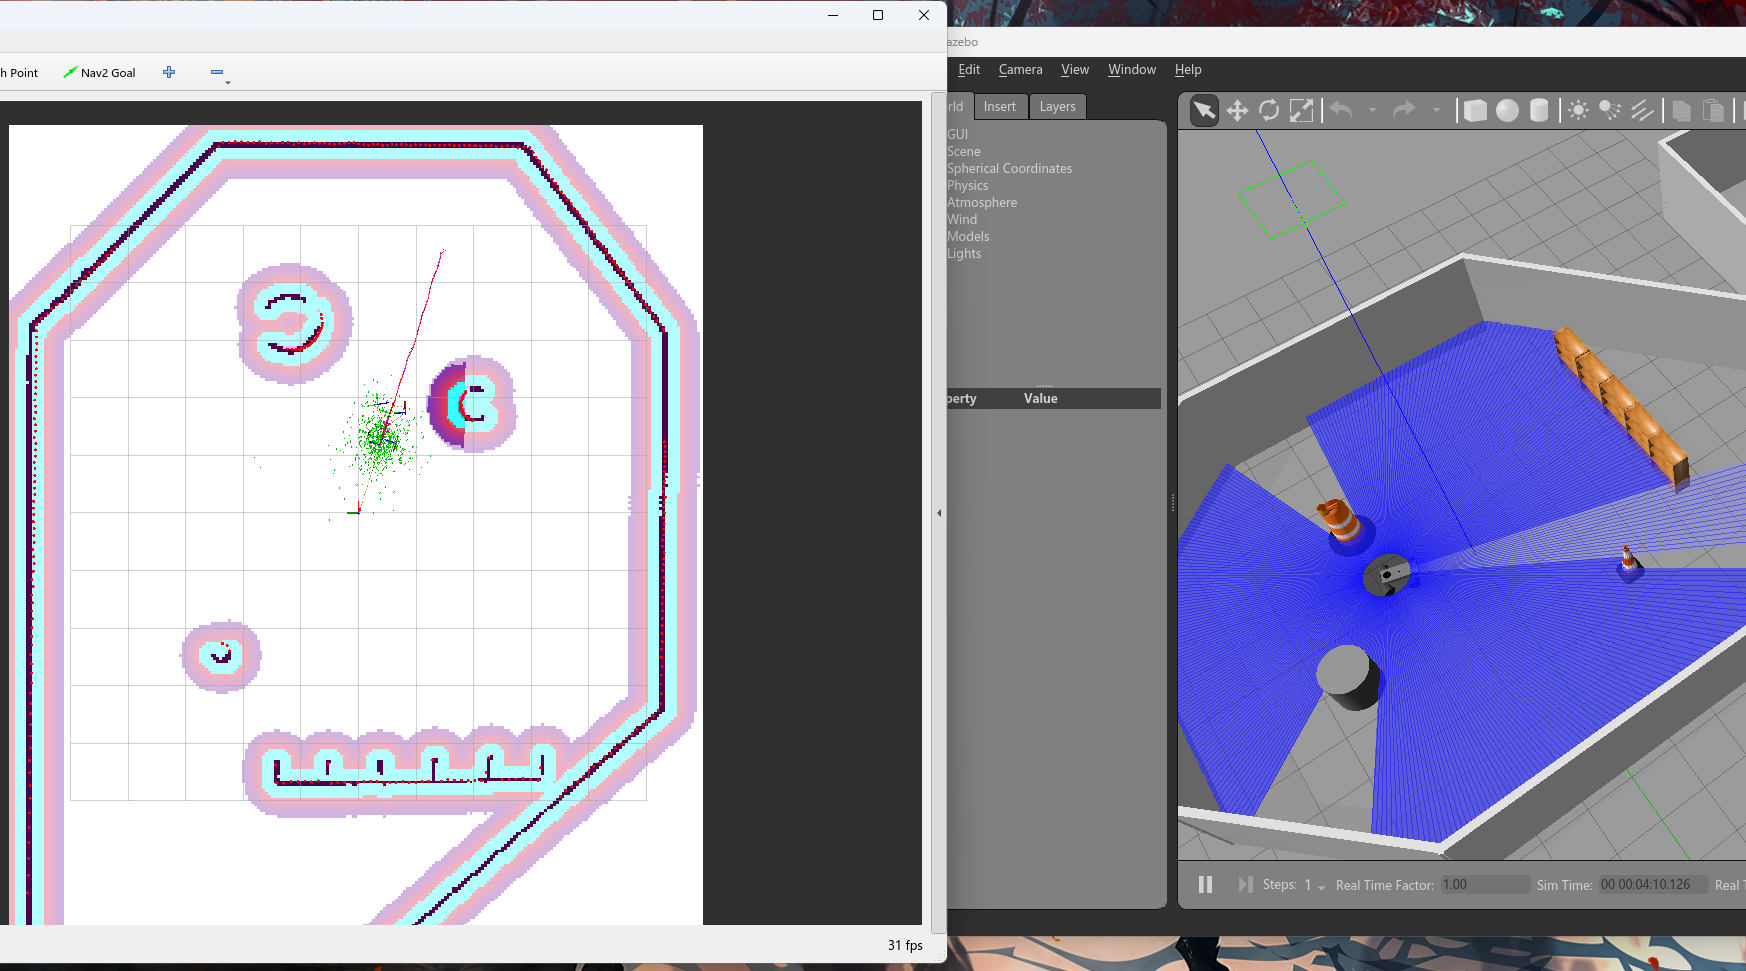 h Point
Nav2 Goal
31 fps
azebo
Edit
Camera
View
Window
Help
rld
Insert
Layers
GUI
Scene
Spherical Coordinates
Physics
Atmosphere
Wind
Models
Lights
perty
Value
Steps: 1
Real Time Factor: 1.00
Sim Time: 00 00:04:10.126
Real T